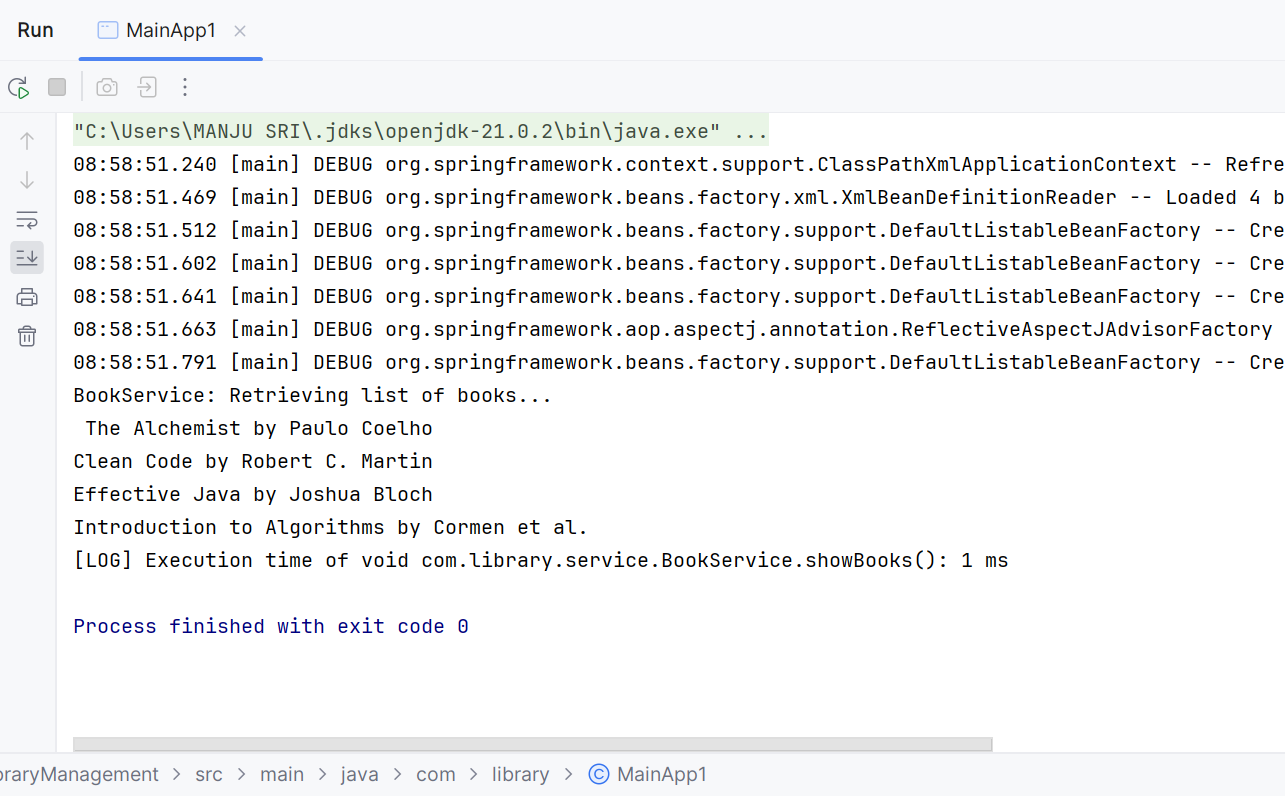 Run MainApp1
"C:\Users\MANJU SRI\.jdks\openjdk-21.0.2\bin\java.exe" ...
08:58:51.240 [main] DEBUG org.springframework.context.support.ClassPathXmlApplicationContext -- Refre
08:58:51.469 [main] DEBUG org.springframework.beans.factory.xml.XmlBeanDefinitionReader -- Loaded 4 b
08:58:51.512 [main] DEBUG org.springframework.beans.factory.support.DefaultListableBeanFactory -- Cre
08:58:51.602 [main] DEBUG org.springframework.beans.factory.support.DefaultListableBeanFactory -- Cre
08:58:51.641 [main] DEBUG org.springframework.beans.factory.support.DefaultListableBeanFactory -- Cre
08:58:51.663 [main] DEBUG org.springframework.aop.aspectj.annotation.ReflectiveAspectJAdvisorFactory
08:58:51.791 [main] DEBUG org.springframework.beans.factory.support.DefaultListableBeanFactory -- Cre
BookService: Retrieving list of books...
 The Alchemist by Paulo Coelho
Clean Code by Robert C. Martin
Effective Java by Joshua Bloch
Introduction to Algorithms by Cormen et al.
[LOG] Execution time of void com.library.service.BookService.showBooks(): 1 ms
Process finished with exit code 0
oraryManagement > src > main > java > com > library > MainApp1